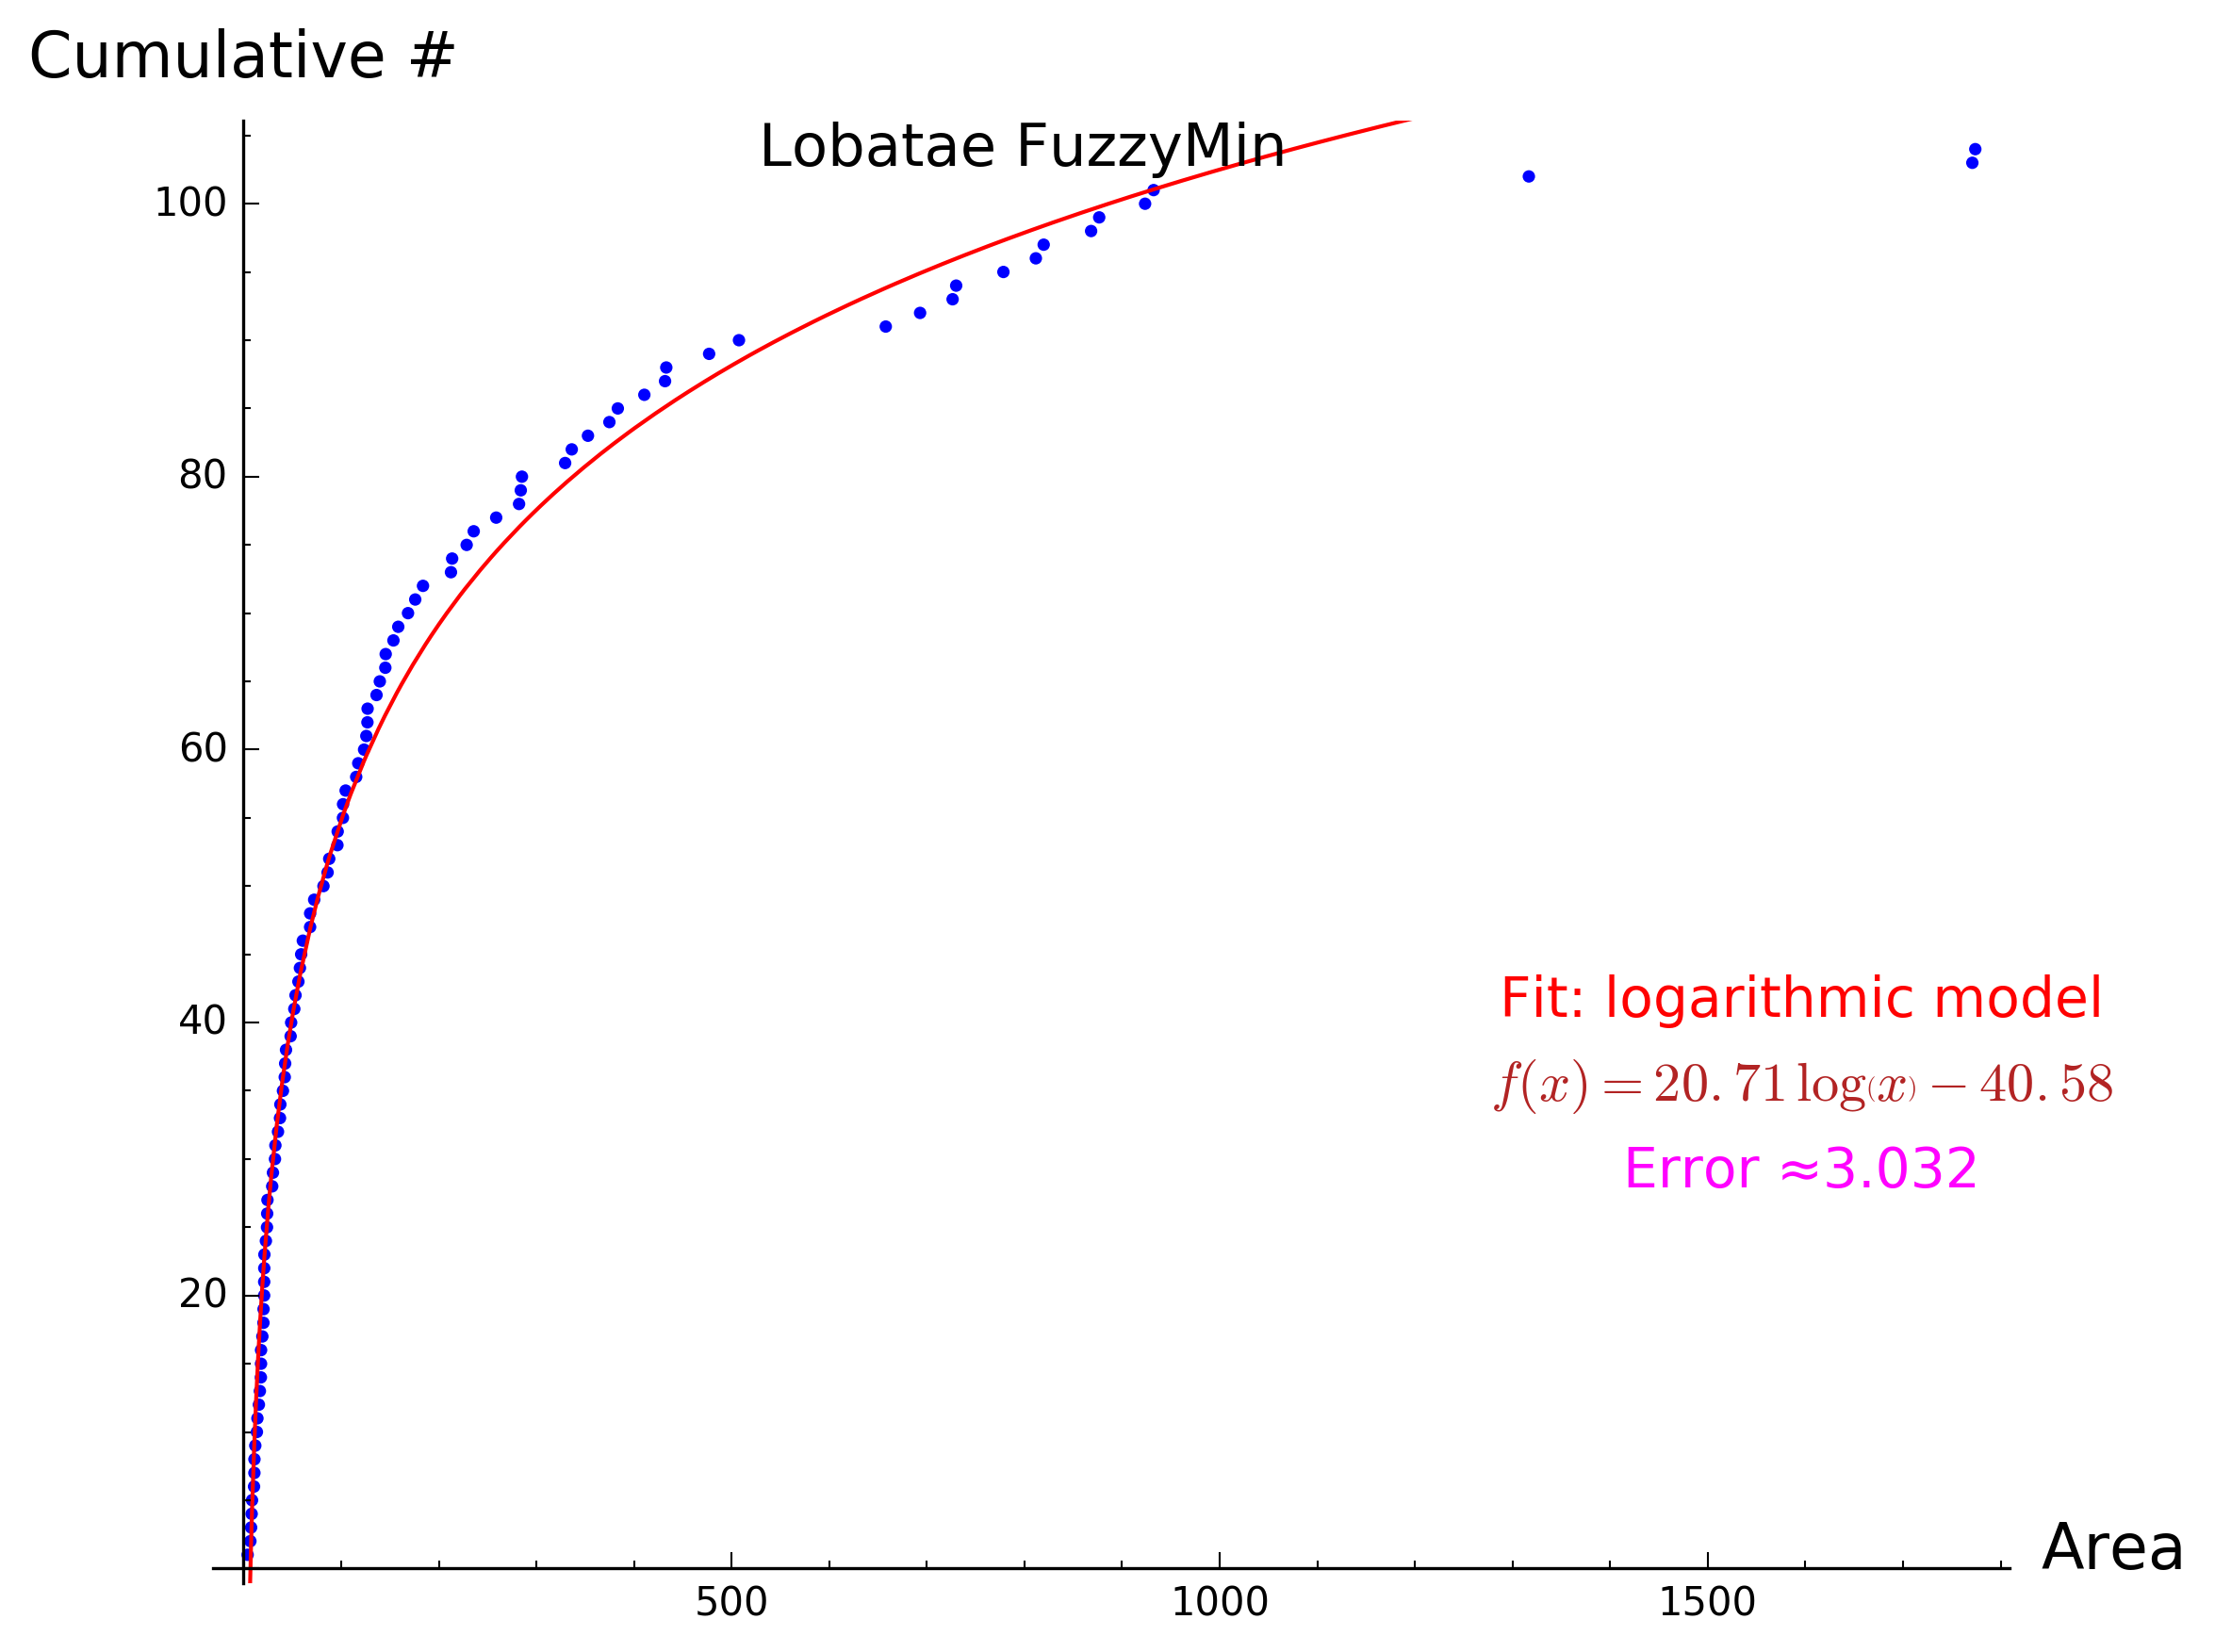 Cumulative #
Lobatae FuzzyMin
100
80
60
40
20
Fit: logarithmic model
f(x) = 20.71 log(x) − 40.58
Error ≈3.032
Area
500 1000 1500